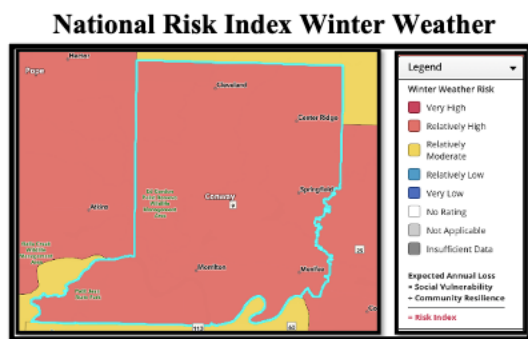 National Risk Index Winter Weather
Hector
Pope
Cleveland
Center Ridge
Springfield
Conway
Atkins
Morrilton
Menifee
Legend
Winter Weather Risk
Very High
Relatively High
Relatively
Moderate
Relatively Low
Very Low
No Rating
Not Applicable
Insufficient Data
Expected Annual Loss
× Social Vulnerability
÷ Community Resilience
= Risk Index
113